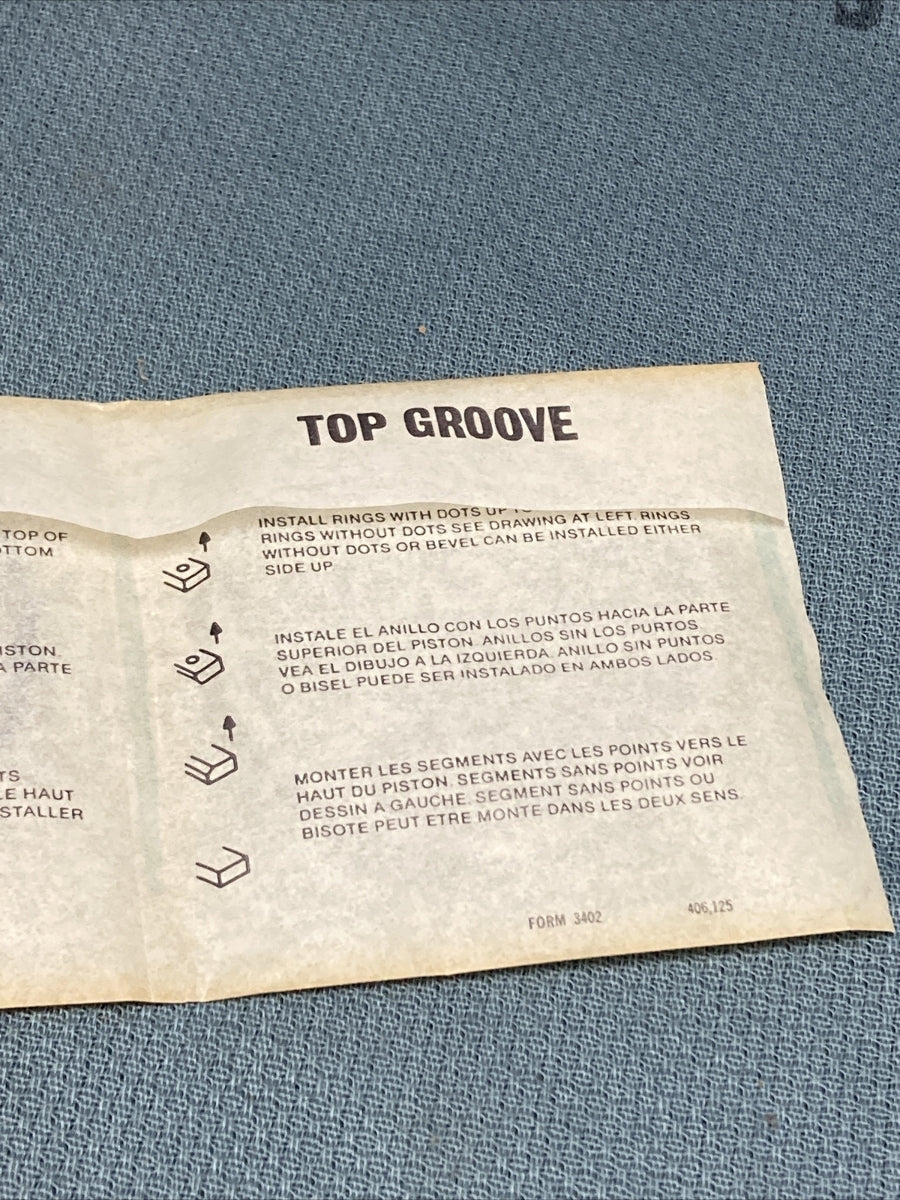 TOP GROOVE
TOP OF
OTTOM
ISTON.
A PARTE
TS
LE HAUT
STALLER
INSTALL RINGS WITH DOTS UP
RINGS WITHOUT DOTS SEE DRAWING AT LEFT. RINGS
WITHOUT DOTS OR BEVEL CAN BE INSTALLED EITHER
SIDE UP.
INSTALE EL ANILLO CON LOS PUNTOS HACIA LA PARTE
SUPERIOR DEL PISTON. ANILLOS SIN LOS PURTOS
VEA EL DIBUJO A LA IZQUIERDA. ANILLO SIN PUNTOS
O BISEL PUEDE SER INSTALADO EN AMBOS LADOS.
MONTER LES SEGMENTS AVEC LES POINTS VERS LE
HAUT DU PISTON. SEGMENTS SANS POINTS VOIR
DESSIN A GAUCHE. SEGMENT SANS POINTS OU
BISOTE PEUT ETRE MONTE DANS LES DEUX SENS.
FORM 3402
406,125